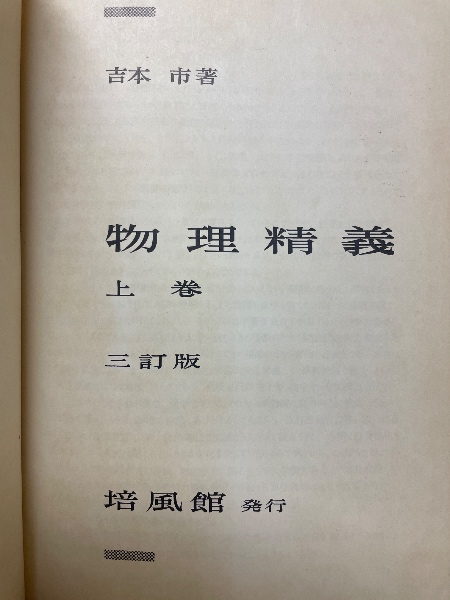 吉本 市著
物理精義
上巻
三訂版
培風館 発行